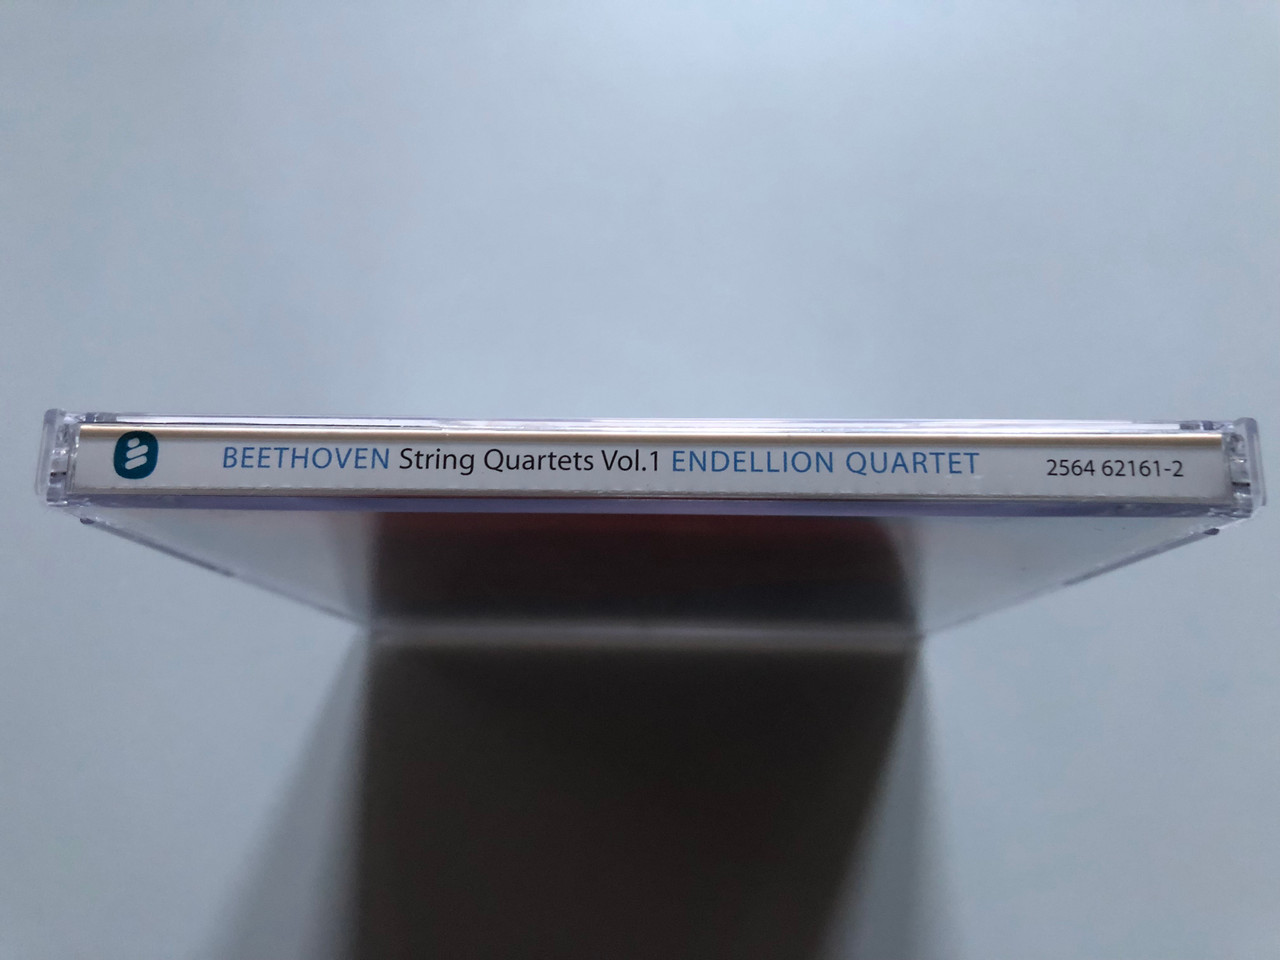 BEETHOVEN String Quartets Vol.1 ENDELLION QUARTET 2564 62161-2